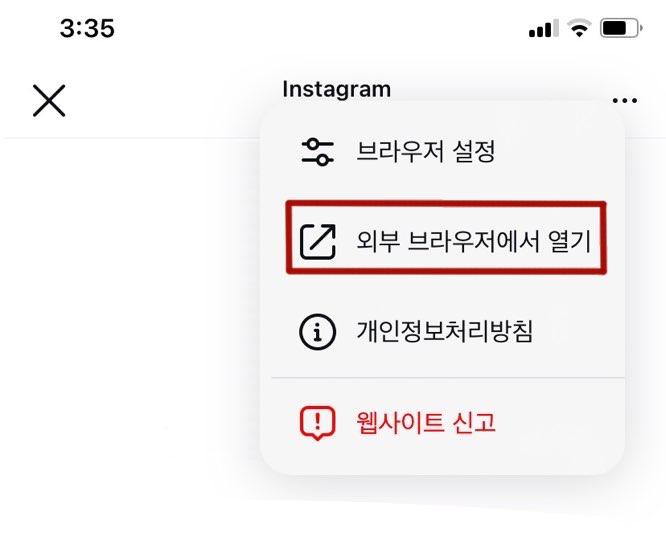 3:35
Instagram
브라우저 설정
외부 브라우저에서 열기
개인정보처리방침
웹사이트 신고